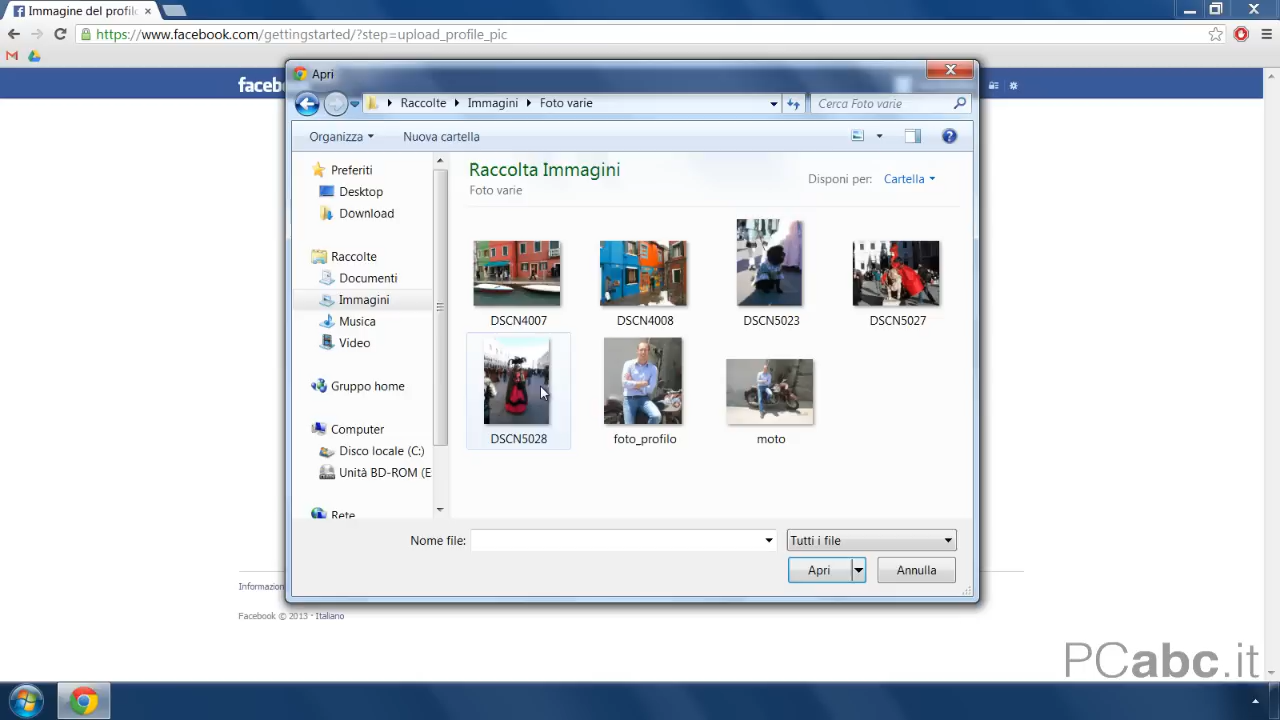 Immagine del profilo
https://www.facebook.com/gettingstarted/?step=upload_profile_pic
faceb
Apri
Raccolte Immagini Foto varie
Cerca Foto varie
Organizza
Nuova cartella
Preferiti
Desktop
Download
Raccolte
Documenti
Immagini
Musica
Video
Gruppo home
Computer
Disco locale (C:)
Unità BD-ROM (E
Rete
Raccolta Immagini
Foto varie
Disponi per: Cartella
DSCN4007
DSCN4008
DSCN5023
DSCN5027
DSCN5028
foto_profilo
moto
Nome file:
Tutti i file
Apri
Annulla
Informazion
Facebook © 2013 · Italiano
PCabc.it